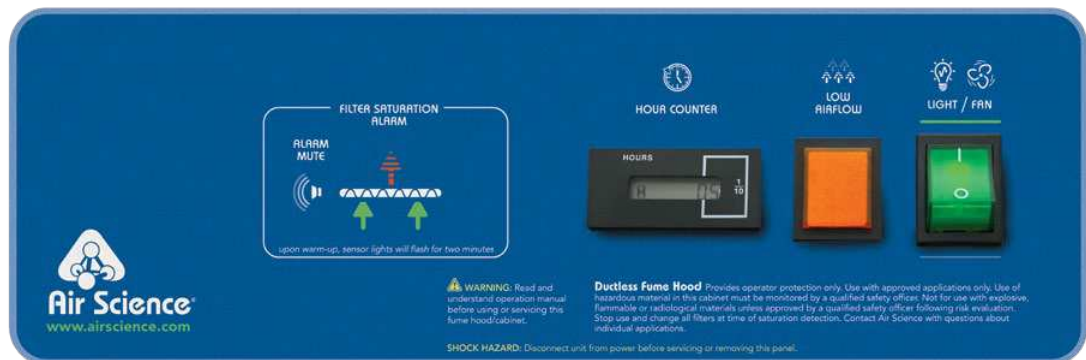 FILTER SATURATION
ALARM
ALARM
MUTE
upon warm-up, sensor lights will flash for two minutes
HOUR COUNTER
HOURS
1
10
LOW
AIRFLOW
LIGHT / FAN
Air Science®
www.airscience.com
WARNING: Read and
understand operation manual
before using or servicing this
fume hood/cabinet.
Ductless Fume Hood Provides operator protection only. Use with approved applications only. Use of
hazardous material in this cabinet must be monitored by a qualified safety officer. Not for use with explosive,
flammable or radiological materials unless approved by a qualified safety officer following risk evaluation.
Stop use and change all filters at time of saturation detection. Contact Air Science with questions about
individual applications.
SHOCK HAZARD: Disconnect unit from power before servicing or removing this panel.